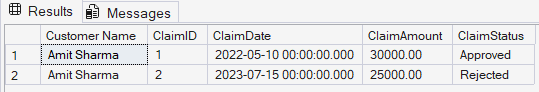 Results Messages
Customer Name ClaimID ClaimDate ClaimAmount ClaimStatus
1 Amit Sharma 1 2022-05-10 00:00:00.000 30000.00 Approved
2 Amit Sharma 2 2023-07-15 00:00:00.000 25000.00 Rejected